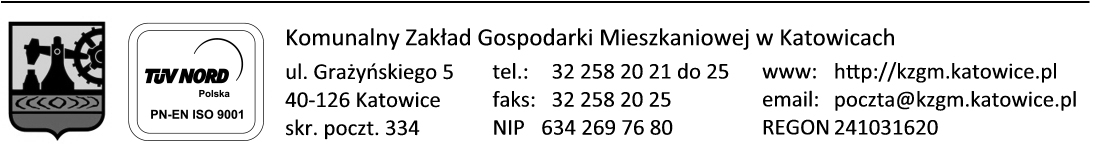 TÜV NORD
Polska
PN-EN ISO 9001
Komunalny Zakład Gospodarki Mieszkaniowej w Katowicach
ul. Grażyńskiego 5 tel.: 32 258 20 21 do 25 www: http://kzgm.katowice.pl
40-126 Katowice faks: 32 258 20 25 email: poczta@kzgm.katowice.pl
skr. poczt. 334 NIP 634 269 76 80 REGON 241031620